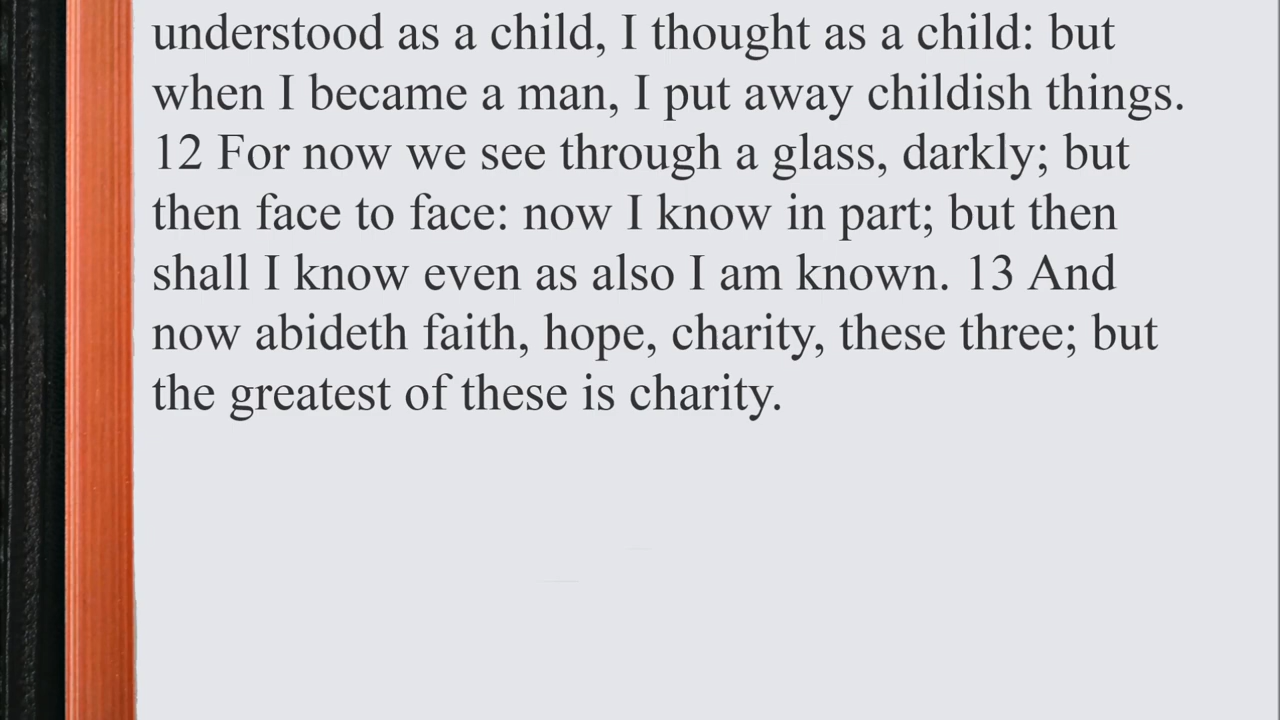 understood as a child, I thought as a child: but
when I became a man, I put away childish things.
12 For now we see through a glass, darkly; but
then face to face: now I know in part; but then
shall I know even as also I am known. 13 And
now abideth faith, hope, charity, these three; but
the greatest of these is charity.